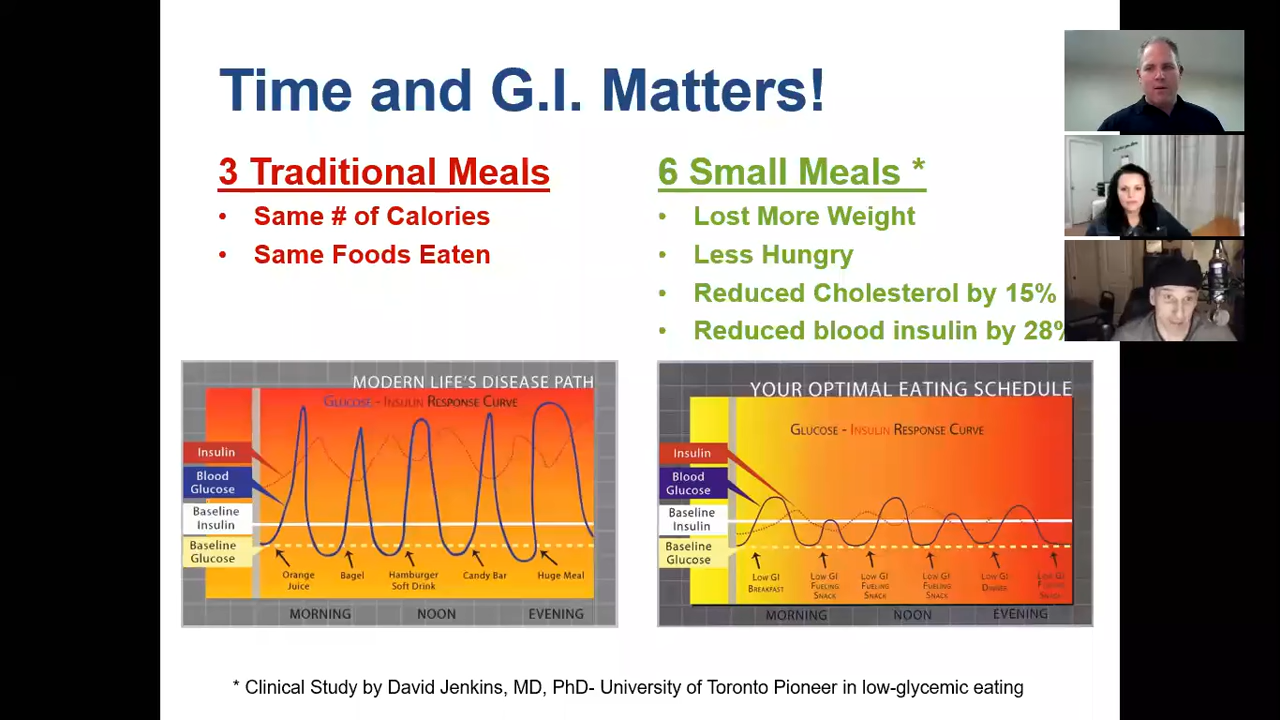 Time and G.I. Matters!
3 Traditional Meals
• Same # of Calories
• Same Foods Eaten
6 Small Meals *
• Lost More Weight
• Less Hungry
• Reduced Cholesterol by 15%
• Reduced blood insulin by 28%
MODERN LIFE'S DISEASE PATH
GLUCOSE - INSULIN RESPONSE CURVE
Insulin
Blood
Glucose
Baseline
Insulin
Baseline
Glucose
ORANGE
JUICE
BAGEL
HAMBURGER
SOFT DRINK
CANDY BAR
HUGE MEAL
MORNING NOON EVENING
YOUR OPTIMAL EATING SCHEDULE
GLUCOSE - INSULIN RESPONSE CURVE
Insulin
Blood
Glucose
Baseline
Insulin
Baseline
Glucose
LOW GI
BREAKFAST
LOW GI
FUELING
SNACK
LOW GI
FUELING
SNACK
LOW GI
FUELING
SNACK
LOW GI
DINNER
LOW GI
FUELING
SNACK
MORNING NOON EVENING
* Clinical Study by David Jenkins, MD, PhD- University of Toronto Pioneer in low-glycemic eating